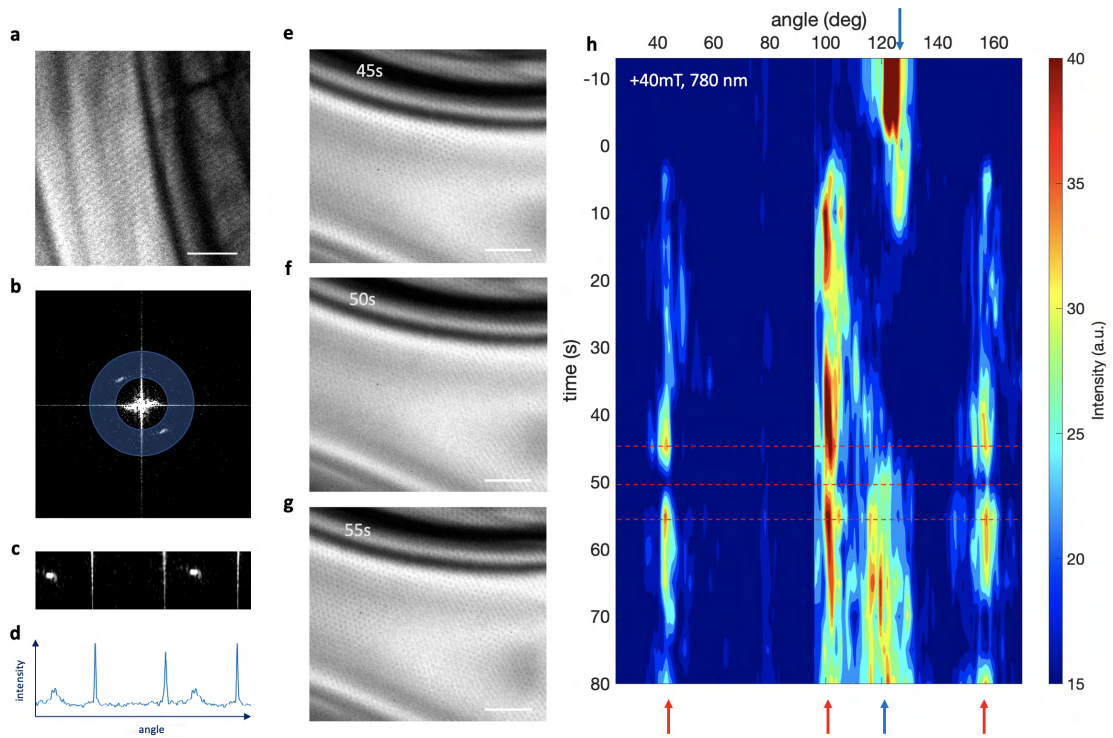 a
b
c
d
intensity
angle
e
45s
f
50s
g
55s
h
angle (deg)
40 60 80 100 120 140 160
+40mT, 780 nm
time (s)
-10
0
10
20
30
40
50
60
70
80
40
35
30
25
20
15
Intensity (a.u.)